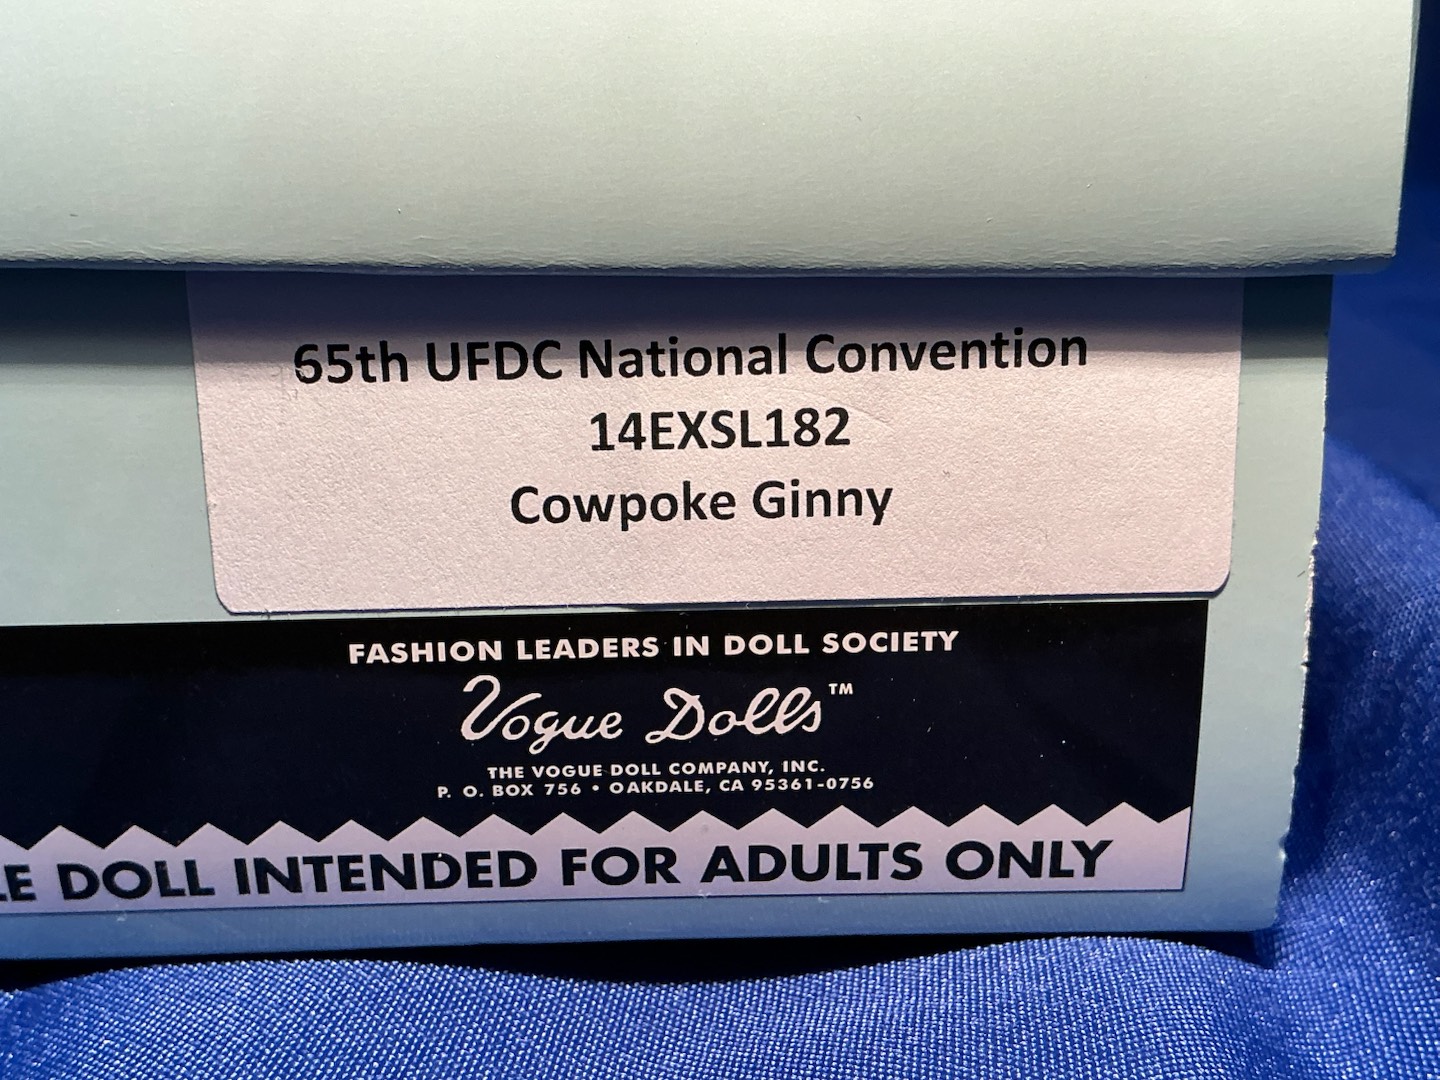 65th UFDC National Convention
14EXSL182
Cowpoke Ginny
FASHION LEADERS IN DOLL SOCIETY
Vogue Dolls™
THE VOGUE DOLL COMPANY, INC.
P. O. BOX 756 • OAKDALE, CA 95361-0756
LE DOLL INTENDED FOR ADULTS ONLY